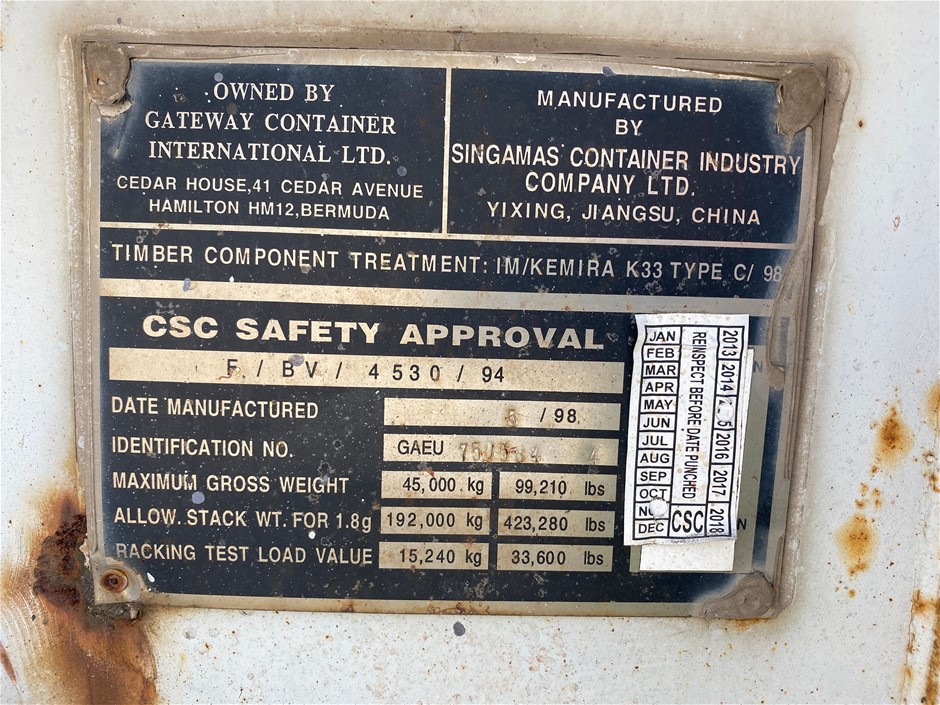 OWNED BY
GATEWAY CONTAINER
INTERNATIONAL LTD.
CEDAR HOUSE,41 CEDAR AVENUE
HAMILTON HM12,BERMUDA
MANUFACTURED
BY
SINGAMAS CONTAINER INDUSTRY
COMPANY LTD.
YIXING, JIANGSU, CHINA
TIMBER COMPONENT TREATMENT: IM/KEMIRA K33 TYPE C/ 98
CSC SAFETY APPROVAL
F / BV / 4530 / 94
DATE MANUFACTURED / 98
IDENTIFICATION NO. GAEU
MAXIMUM GROSS WEIGHT 45,000 kg 99,210 lbs
ALLOW. STACK WT. FOR 1.8g 192,000 kg 423,280 lbs
RACKING TEST LOAD VALUE 15,240 kg 33,600 lbs
JAN
FEB
MAR
APR
MAY
JUN
JUL
AUG
SEP
OCT
DEC
REINSPECT BEFORE DATE PUNCHED
CSC
2013 2014 2016 2017 2018